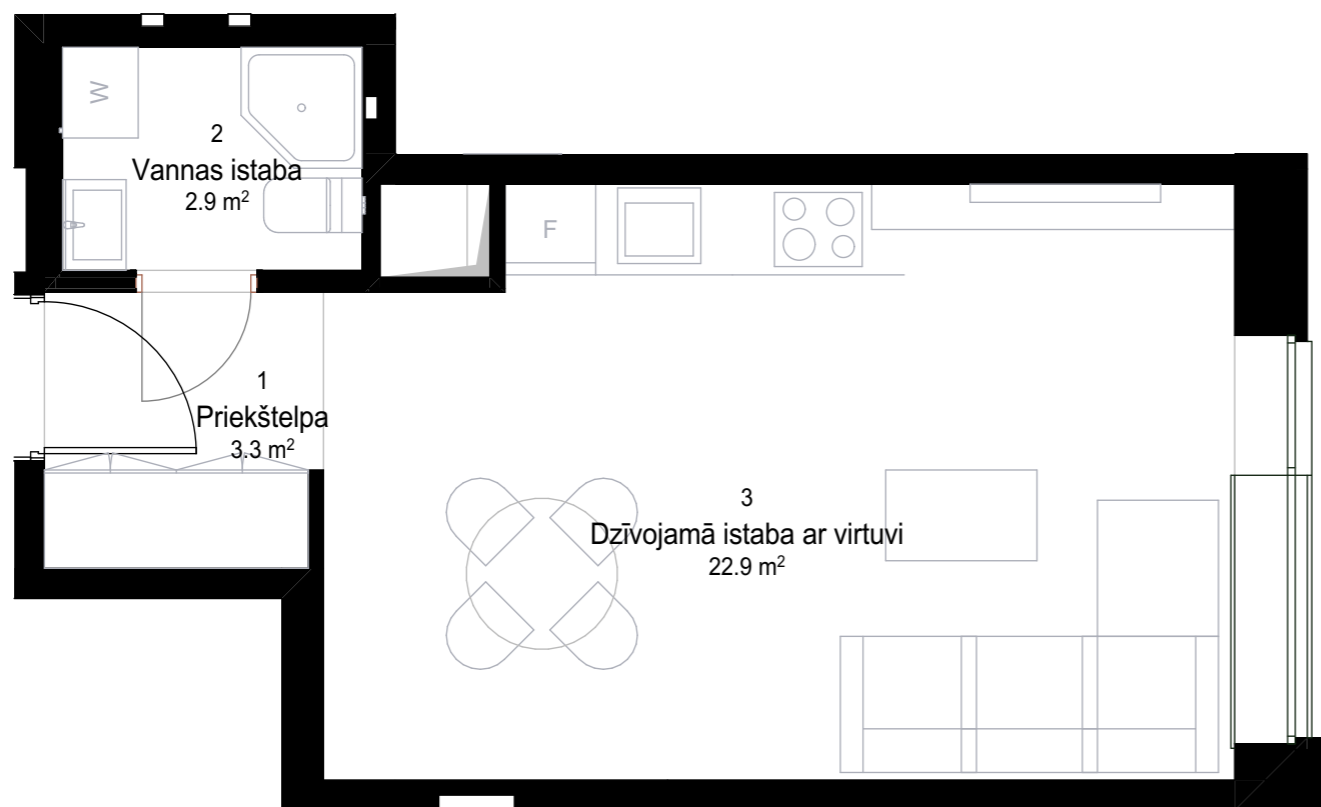 W
2
Vannas istaba
2.9 m²
F
1
Priekštelpa
3.3 m²
3
Dzīvojamā istaba ar virtuvi
22.9 m²